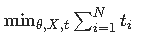 min_{θ,X,t} ∑_{i=1}^{N} t_i